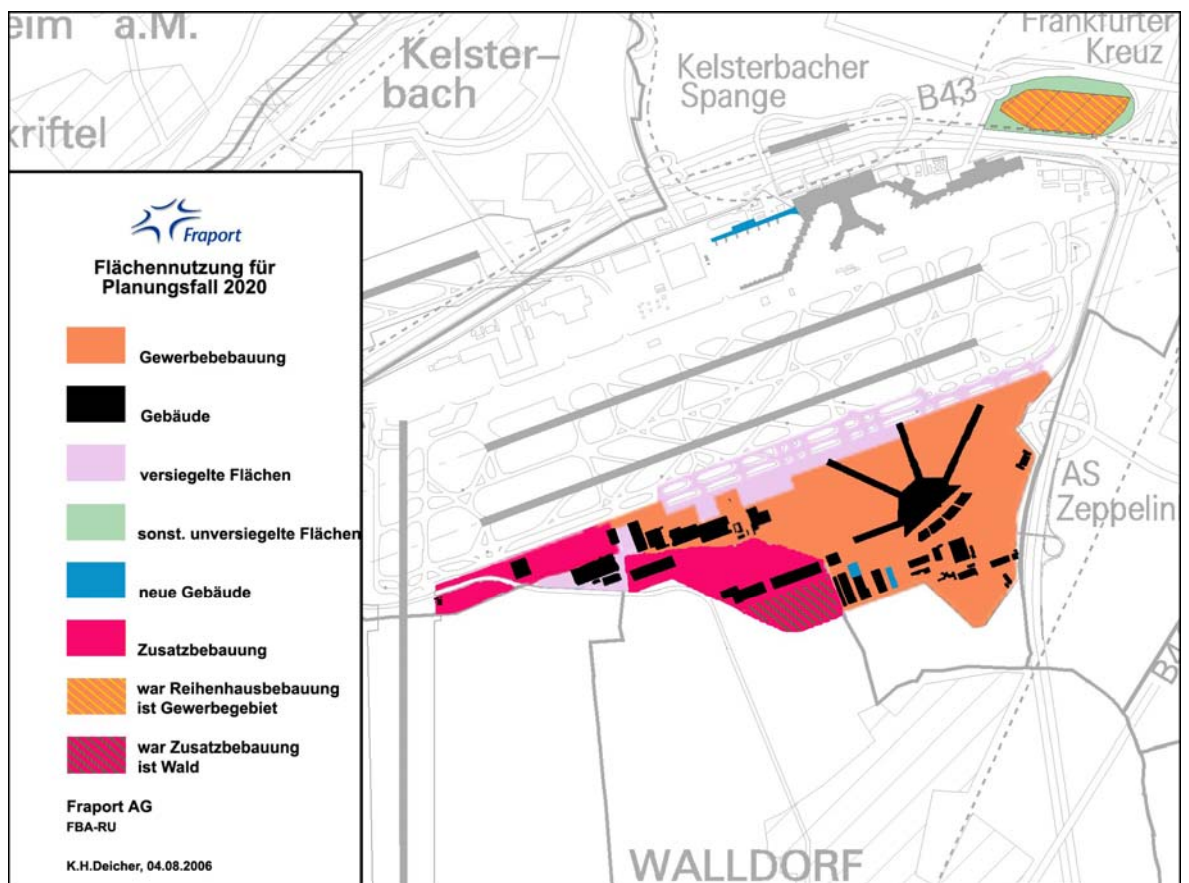 eim a.M.
Kelster-
bach
kriftel
Kelsterbacher
Spange
B43
Frankfurter
Kreuz
Fraport
Flächennutzung für
Planungsfall 2020
Gewerbebebauung
Gebäude
versiegelte Flächen
sonst. unversiegelte Flächen
neue Gebäude
Zusatzbebauung
war Reihenhausbebauung
ist Gewerbegebiet
war Zusatzbebauung
ist Wald
Fraport AG
FBA-RU
K.H.Deicher, 04.08.2006
AS
Zeppelin
WALLDORF